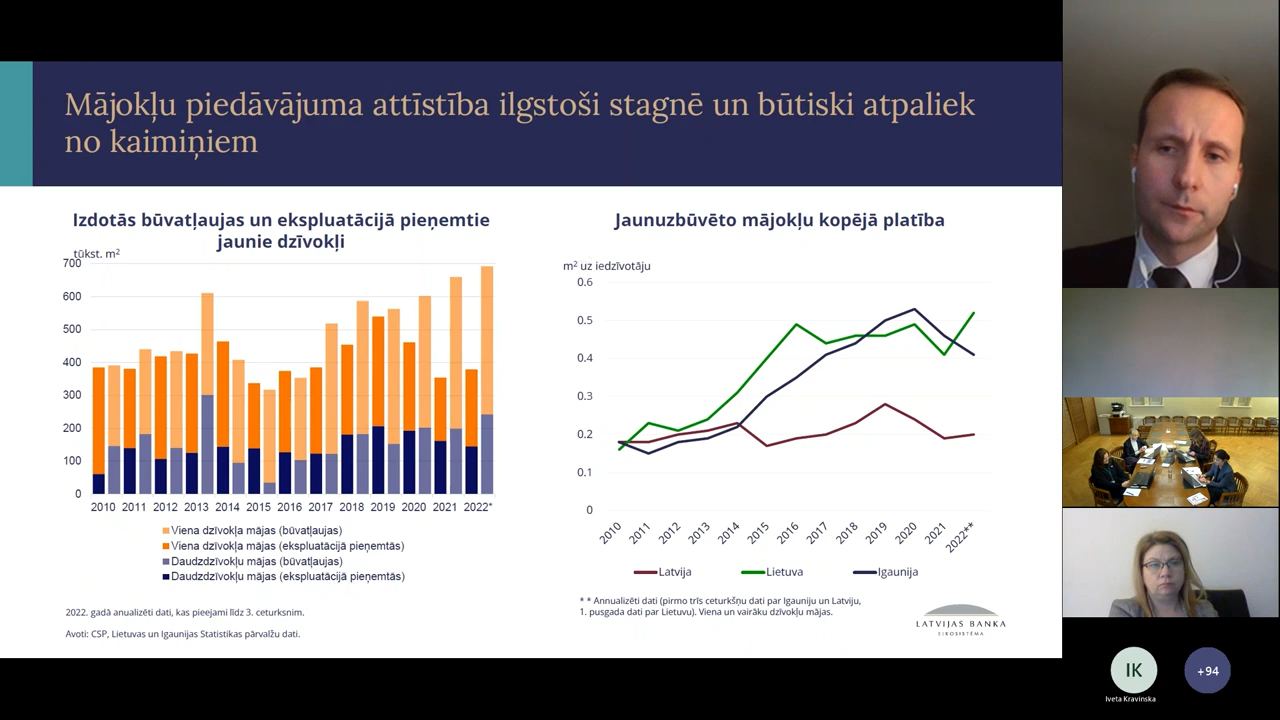 Mājokļu piedāvājuma attīstība ilgstoši stagnē un būtiski atpaliek
no kaimiņiem
Izdotās būvatļaujas un ekspluatācijā pieņemtie
jaunie dzīvokļi
tūkst. m²
700
600
500
400
300
200
100
0
2010 2011 2012 2013 2014 2015 2016 2017 2018 2019 2020 2021 2022*
Viena dzīvokļa mājas (būvatļaujas)
Viena dzīvokļa mājas (ekspluatācijā pieņemtās)
Daudzdzīvokļu mājas (būvatļaujas)
Daudzdzīvokļu mājas (ekspluatācijā pieņemtās)
2022. gadā anualizēti dati, kas pieejami līdz 3. ceturksnim.
Avoti: CSP, Lietuvas un Igaunijas Statistikas pārvalžu dati.
Jaunuzbūvēto mājokļu kopējā platība
m² uz iedzīvotāju
0.6
0.5
0.4
0.3
0.2
0.1
0
2010 2011 2012 2013 2014 2015 2016 2017 2018 2019 2020 2021 2022**
Latvija Lietuva Igaunija
* * Annualizēti dati (pirmo trīs ceturkšņu dati par Igauniju un Latviju,
1. pusgada dati par Lietuvu). Viena un vairāku dzīvokļu mājas.
LATVIJAS BANKA
EIROSISTĒMA
IK
+94
Iveta Kravinska